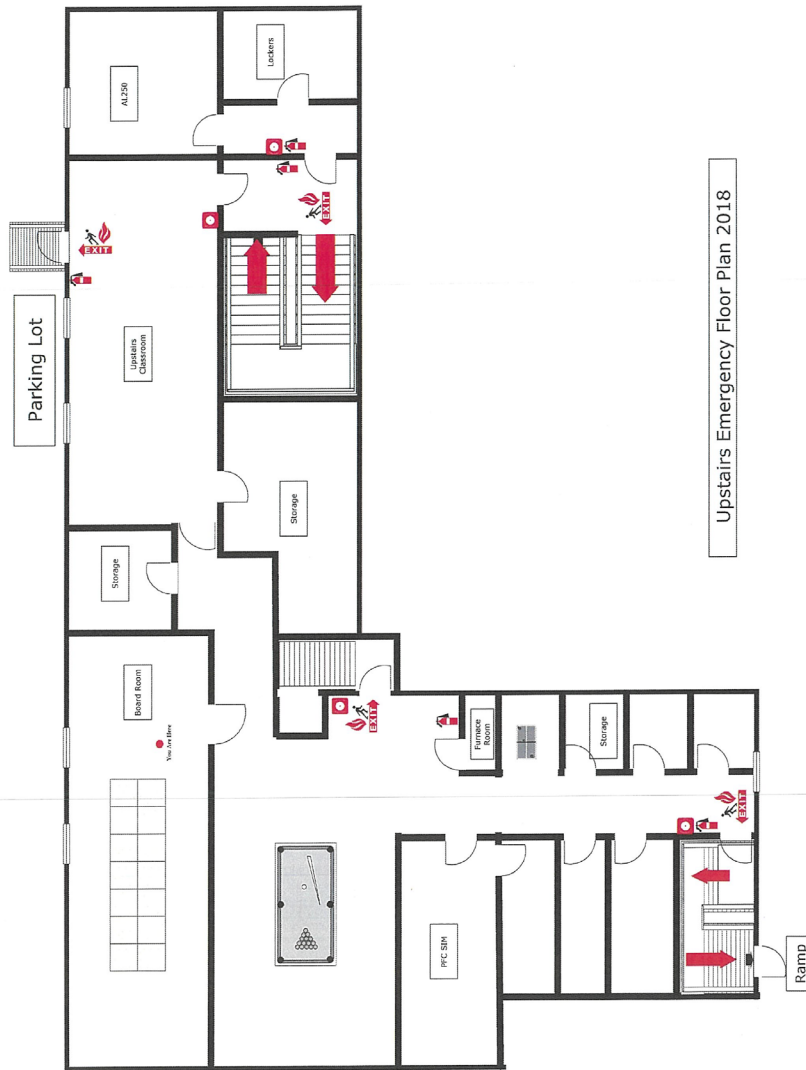 Lockers
AL250
EXIT
EXIT
Parking Lot
Upstairs
Classroom
Upstairs Emergency Floor Plan 2018
Storage
Storage
Board Room
You Are Here
EXIT
Furnace
Room
Storage
EXIT
PFC SIM
Ramp